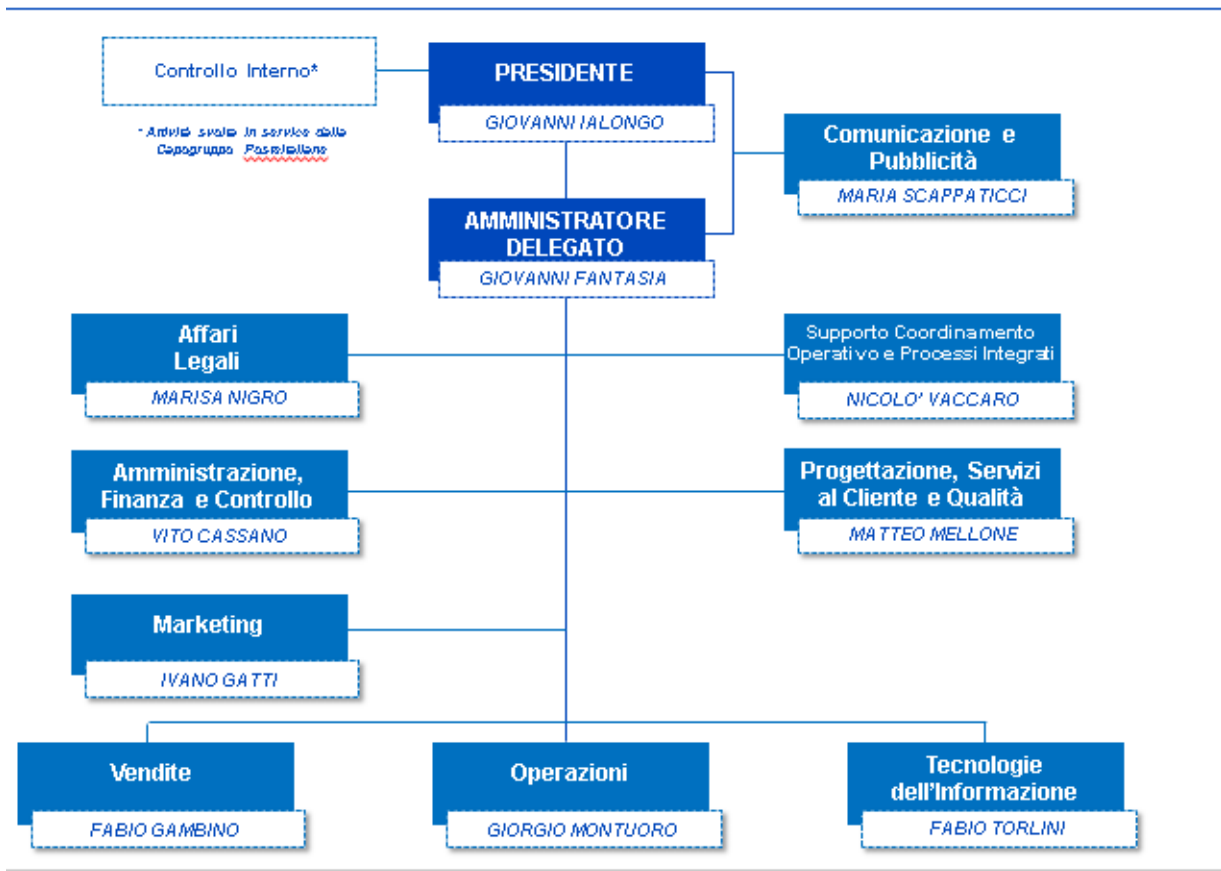 Controllo Interno*
PRESIDENTE
GIOVANNI IALONGO
* Attività svolte in service dalla
Capogruppo Posteitaliane
Comunicazione e
Pubblicità
MARIA SCAPPATICCI
AMMINISTRATORE
DELEGATO
GIOVANNI FANTASIA
Affari
Legali
MARISA NIGRO
Supporto Coordinamento
Operativo e Processi Integrati
NICOLO' VACCARO
Amministrazione,
Finanza e Controllo
VITO CASSANO
Progettazione, Servizi
al Cliente e Qualità
MATTEO MELLONE
Marketing
IVANO GATTI
Vendite
FABIO GAMBINO
Operazioni
GIORGIO MONTUORO
Tecnologie
dell'Informazione
FABIO TORLINI